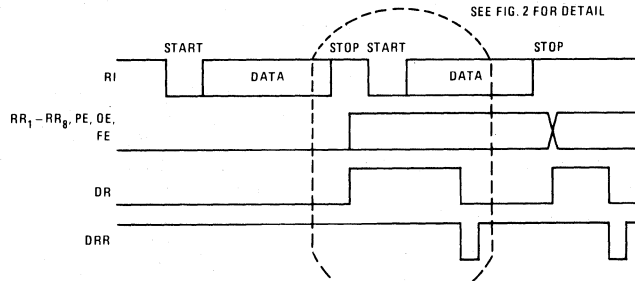 SEE FIG. 2 FOR DETAIL
START STOP START STOP
RI DATA DATA
RR₁–RR₈, PE, OE,
FE
DR
DRR